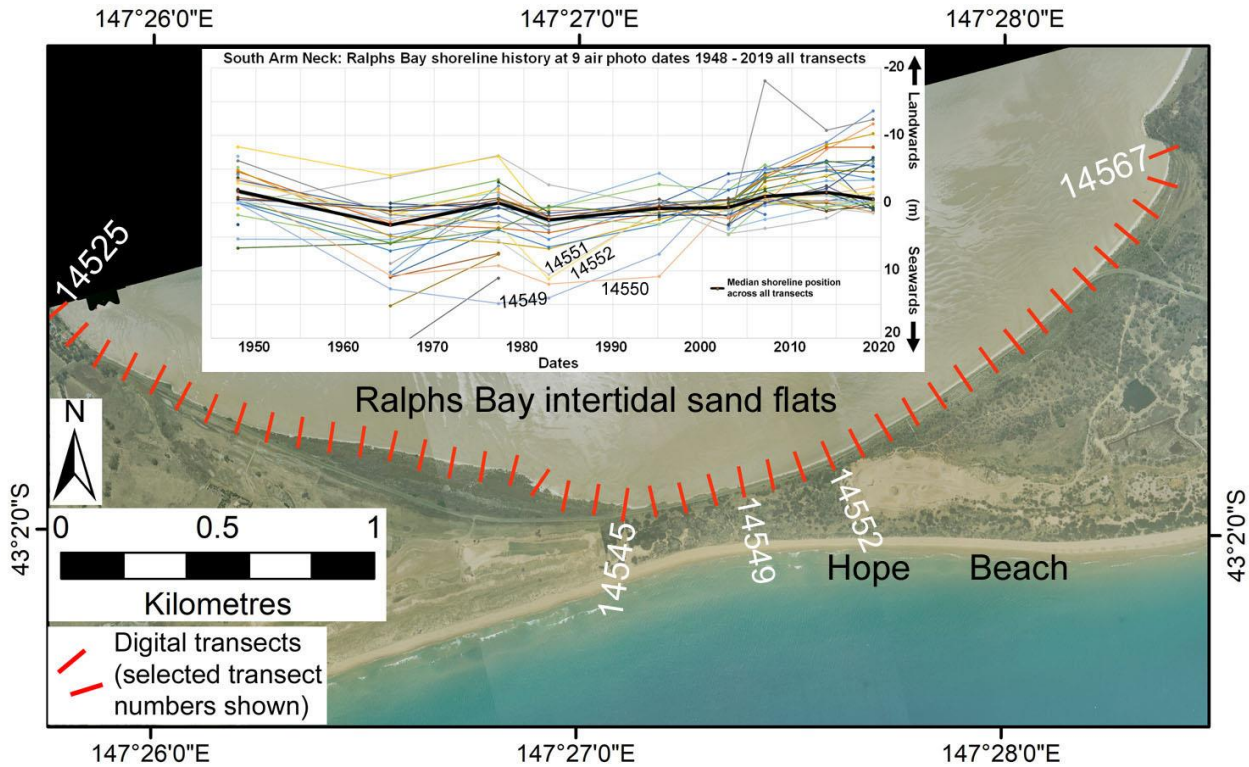 147°26'0"E
147°27'0"E
147°28'0"E
South Arm Neck: Ralphs Bay shoreline history at 9 air photo dates 1948 - 2019 all transects
-20
Landwards
-10
0
(m)
Seawards
10
20
14551
14552
14549
14550
Median shoreline position
across all transects
1950
1960
1970
1980
1990
2000
2010
2020
Dates
14525
14567
Ralphs Bay intertidal sand flats
N
43°2'0"S
43°2'0"S
0
0.5
1
Kilometres
14545
14549
14552
Hope Beach
Digital transects
(selected transect
numbers shown)
147°26'0"E
147°27'0"E
147°28'0"E